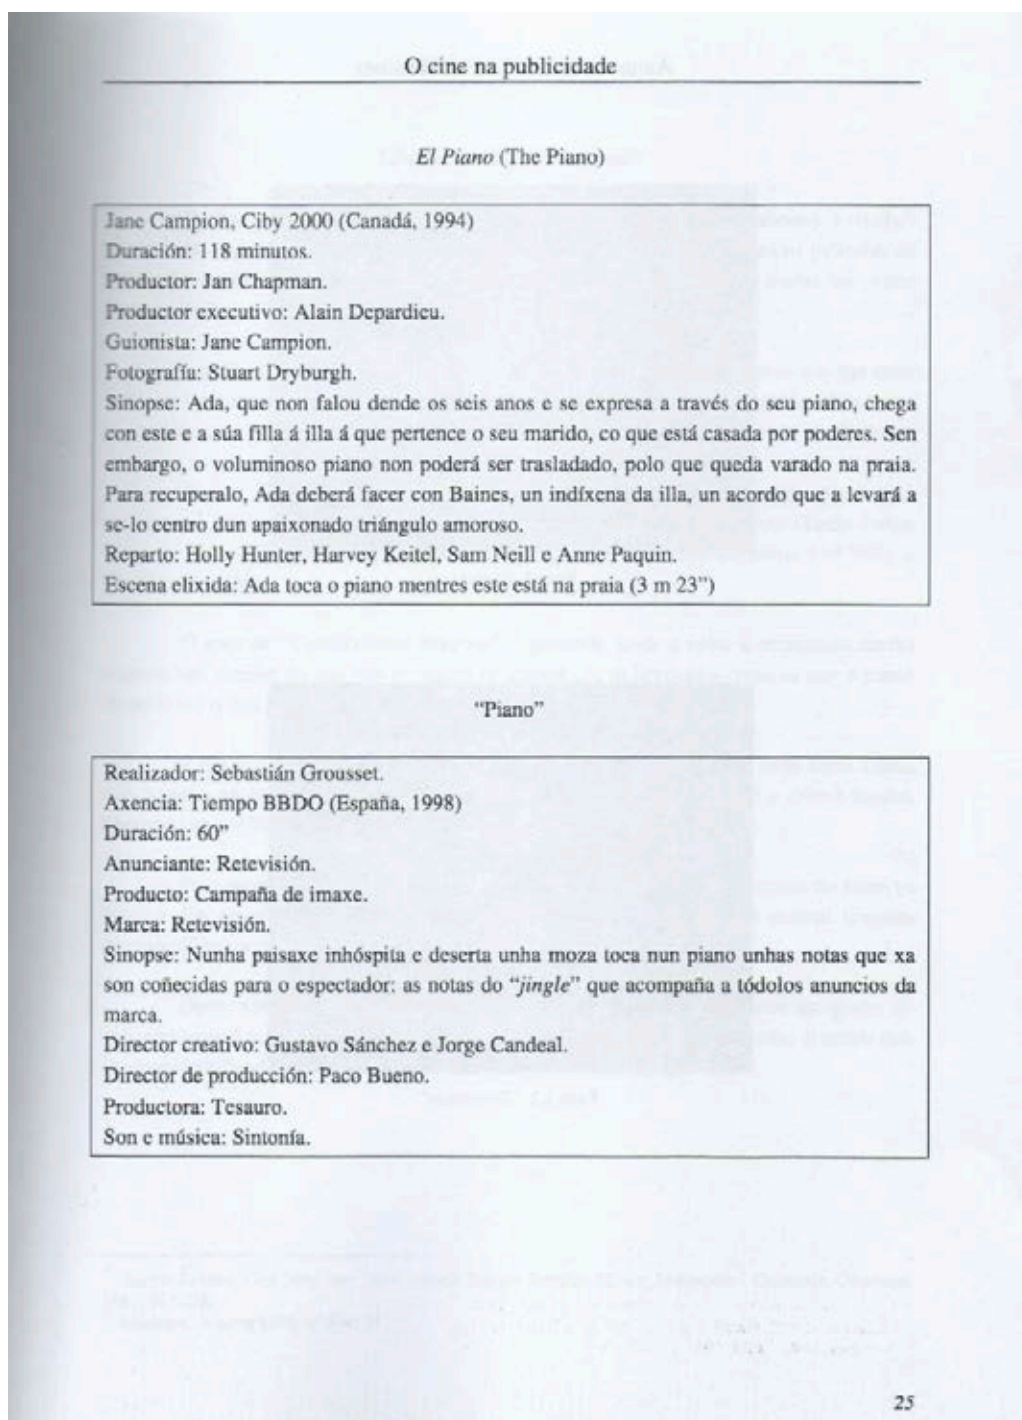 O cine na publicidade
El Piano (The Piano)
Jane Campion, Ciby 2000 (Canadá, 1994)
Duración: 118 minutos.
Productor: Jan Chapman.
Productor executivo: Alain Depardieu.
Guionista: Jane Campion.
Fotografía: Stuart Dryburgh.
Sinopse: Ada, que non falou dende os seis anos e se expresa a través do seu piano, chega
con este e a súa filla á illa á que pertence o seu marido, co que está casada por poderes. Sen
embargo, o voluminoso piano non poderá ser trasladado, polo que queda varado na praia.
Para recuperalo, Ada deberá facer con Baines, un indíxena da illa, un acordo que a levará a
se-lo centro dun apaixonado triángulo amoroso.
Reparto: Holly Hunter, Harvey Keitel, Sam Neill e Anne Paquin.
Escena elixida: Ada toca o piano mentres este está na praia (3 m 23”)
“Piano”
Realizador: Sebastián Grousset.
Axencia: Tiempo BBDO (España, 1998)
Duración: 60”
Anunciante: Retevisión.
Producto: Campaña de imaxe.
Marca: Retevisión.
Sinopse: Nunha paisaxe inhóspita e deserta unha moza toca nun piano unhas notas que xa
son coñecidas para o espectador: as notas do “jingle” que acompaña a tódolos anuncios da
marca.
Director creativo: Gustavo Sánchez e Jorge Candeal.
Director de producción: Paco Bueno.
Productora: Tesauro.
Son e música: Sintonía.
25